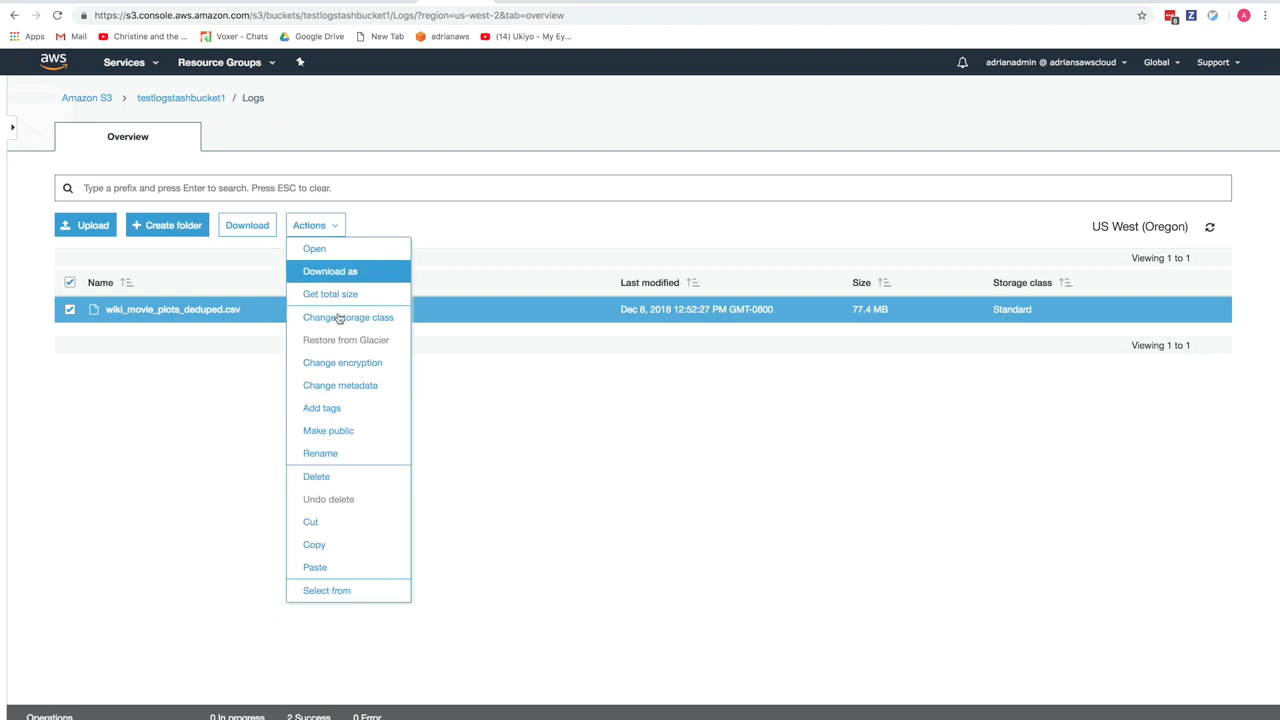 https://s3.console.aws.amazon.com/s3/buckets/testlogstashbucket1/Logs/?region=us-west-2&tab=overview
Apps Mail Christine and the ... Voxer - Chats Google Drive New Tab adrianaws (14) Ukiyo - My Ey...
aws Services Resource Groups adrianadmin @ adriansawscloud Global Support
Amazon S3 > testlogstashbucket1 / Logs
Overview
Type a prefix and press Enter to search. Press ESC to clear.
Upload + Create folder Download Actions US West (Oregon)
Viewing 1 to 1
Name Last modified Size Storage class
wiki_movie_plots_deduped.csv Dec 8, 2018 12:52:27 PM GMT-0800 77.4 MB Standard
Viewing 1 to 1
Open
Download as
Get total size
Change storage class
Restore from Glacier
Change encryption
Change metadata
Add tags
Make public
Rename
Delete
Undo delete
Cut
Copy
Paste
Select from
Operations 0 In progress 2 Success 0 Error